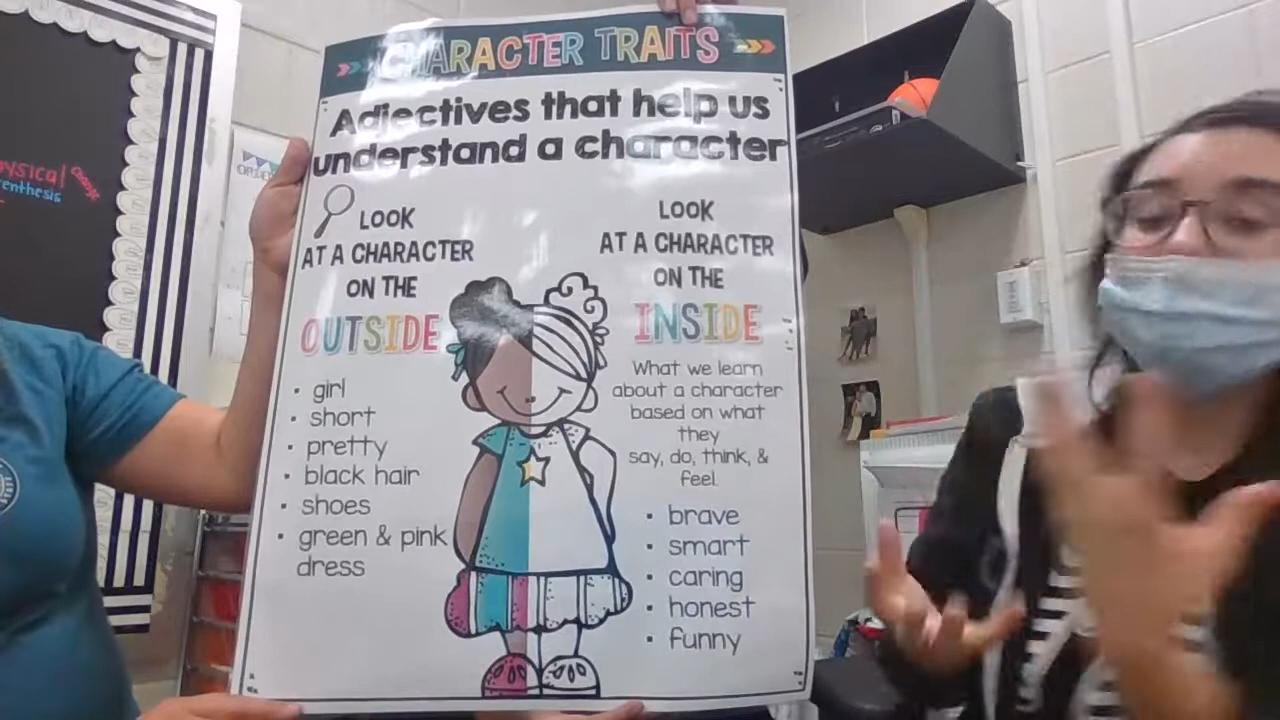 CHARACTER TRAITS
Adjectives that help us
understand a character
LOOK
AT A CHARACTER
ON THE
OUTSIDE
• girl
• short
• pretty
• black hair
• shoes
• green & pink
dress
LOOK
AT A CHARACTER
ON THE
INSIDE
What we learn
about a character
based on what
they
say, do, think, &
feel.
• brave
• smart
• caring
• honest
• funny
change